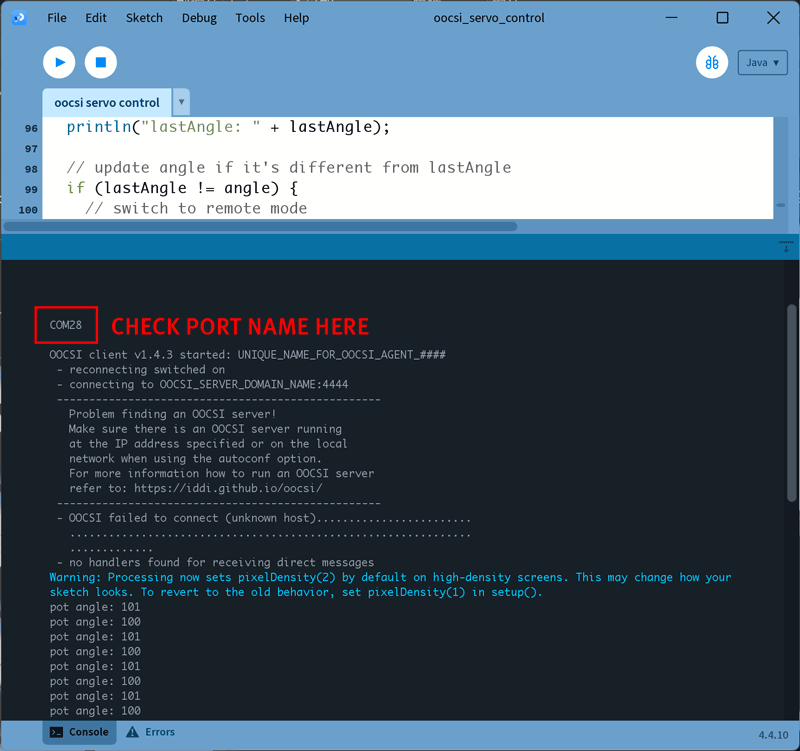 File Edit Sketch Debug Tools Help oocsi_servo_control
Java ▾
oocsi servo control ▾
96 println("lastAngle: " + lastAngle);
97
98 // update angle if it's different from lastAngle
99 if (lastAngle != angle) {
100 // switch to remote mode
COM28 CHECK PORT NAME HERE
OOCSI client v1.4.3 started: UNIQUE_NAME_FOR_OOCSI_AGENT_####
- reconnecting switched on
- connecting to OOCSI_SERVER_DOMAIN_NAME:4444
----------------------------------------------------
Problem finding an OOCSI server!
Make sure there is an OOCSI server running
at the IP address specified or on the local
network when using the autoconf option.
For more information how to run an OOCSI server
refer to: https://iddi.github.io/oocsi/
----------------------------------------------------
- OOCSI failed to connect (unknown host)........................
.................................................................
.............
- no handlers found for receiving direct messages
Warning: Processing now sets pixelDensity(2) by default on high-density screens. This may change how your
sketch looks. To revert to the old behavior, set pixelDensity(1) in setup().
pot angle: 101
pot angle: 100
pot angle: 101
pot angle: 100
pot angle: 101
pot angle: 100
pot angle: 101
pot angle: 100
Console Errors
4.4.10